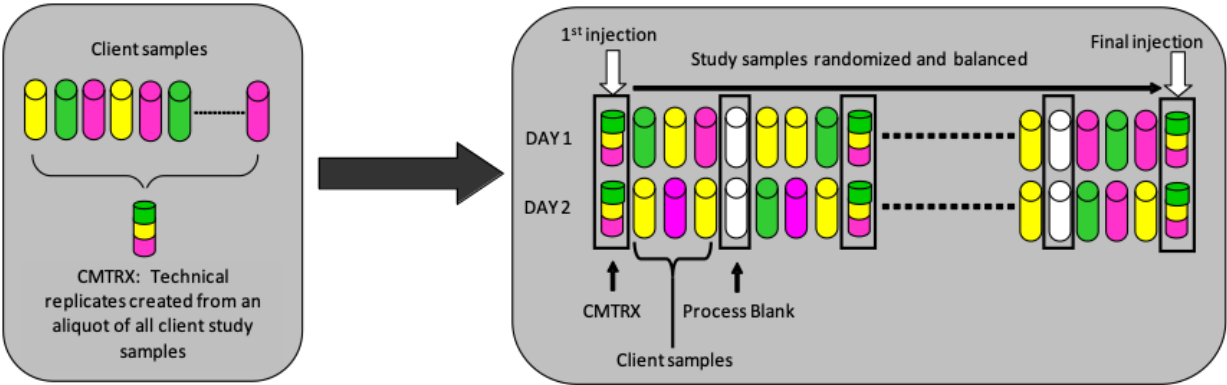 Client samples
CMTRX: Technical
replicates created from an
aliquot of all client study
samples
1st injection
Final injection
Study samples randomized and balanced
DAY 1
DAY 2
CMTRX
Process Blank
Client samples